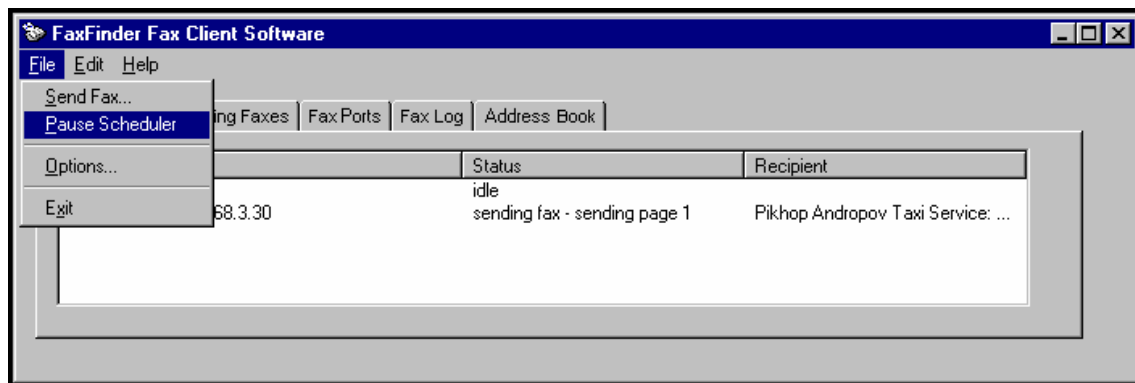 FaxFinder Fax Client Software
File Edit Help
Send Fax...
Pause Scheduler
Options...
Exit
ing Faxes Fax Ports Fax Log Address Book
Status Recipient
idle
68.3.30 sending fax - sending page 1 Pikhop Andropov Taxi Service: ...